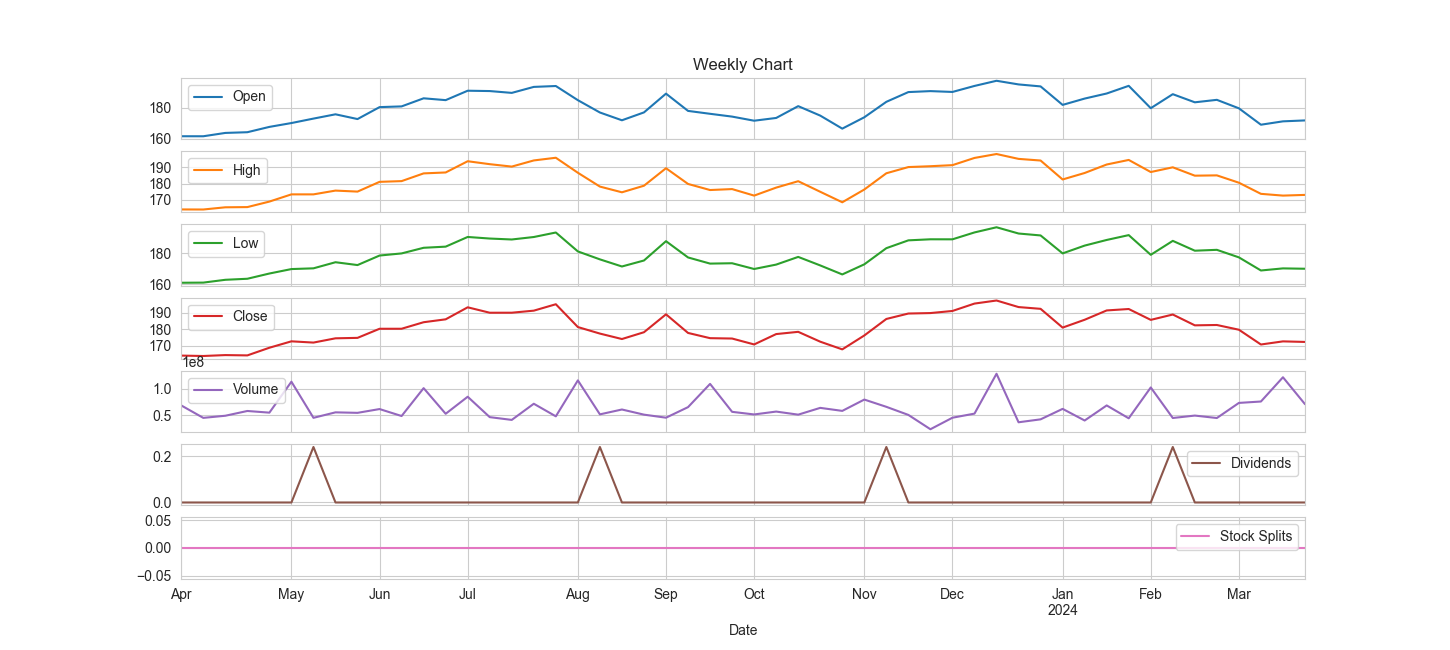 Weekly Chart
180
160
Open
190
180
170
High
180
160
Low
190
180
170
Close
1e8
1.0
0.5
Volume
0.2
0.0
Dividends
0.05
0.00
−0.05
Stock Splits
Apr May Jun Jul Aug Sep Oct Nov Dec Jan Feb Mar
2024
Date